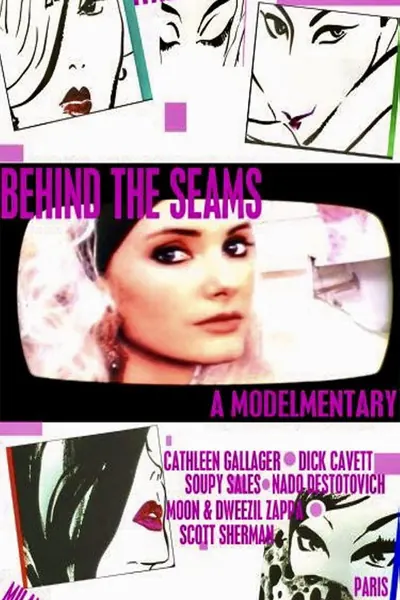 BEHIND THE SEAMS
A MODELMENTARY
CATHLEEN GALLAGER • DICK CAVETT
SOUPY SALES • NADO DESTOTOVICH
MOON & DWEEZIL ZAPPA •
SCOTT SHERMAN
PARIS